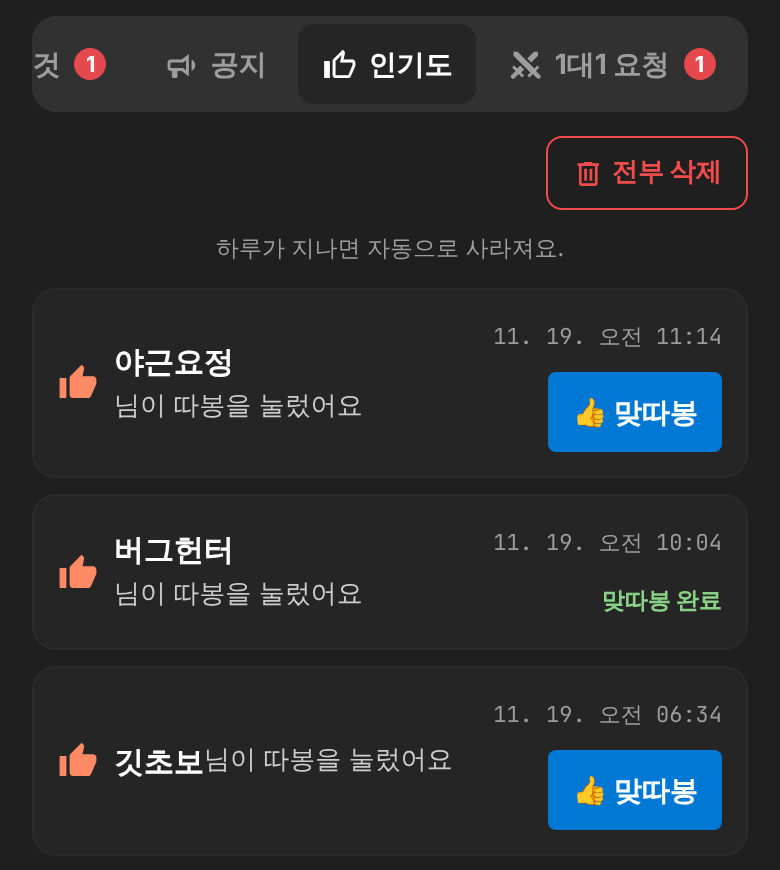 것 1 공지 인기도 1대1 요청 1
전부 삭제
하루가 지나면 자동으로 사라져요.
11. 19. 오전 11:14
야근요정
님이 따봉을 눌렀어요
👍 맞따봉
11. 19. 오전 10:04
버그헌터
님이 따봉을 눌렀어요
맞따봉 완료
11. 19. 오전 06:34
깃초보님이 따봉을 눌렀어요
👍 맞따봉